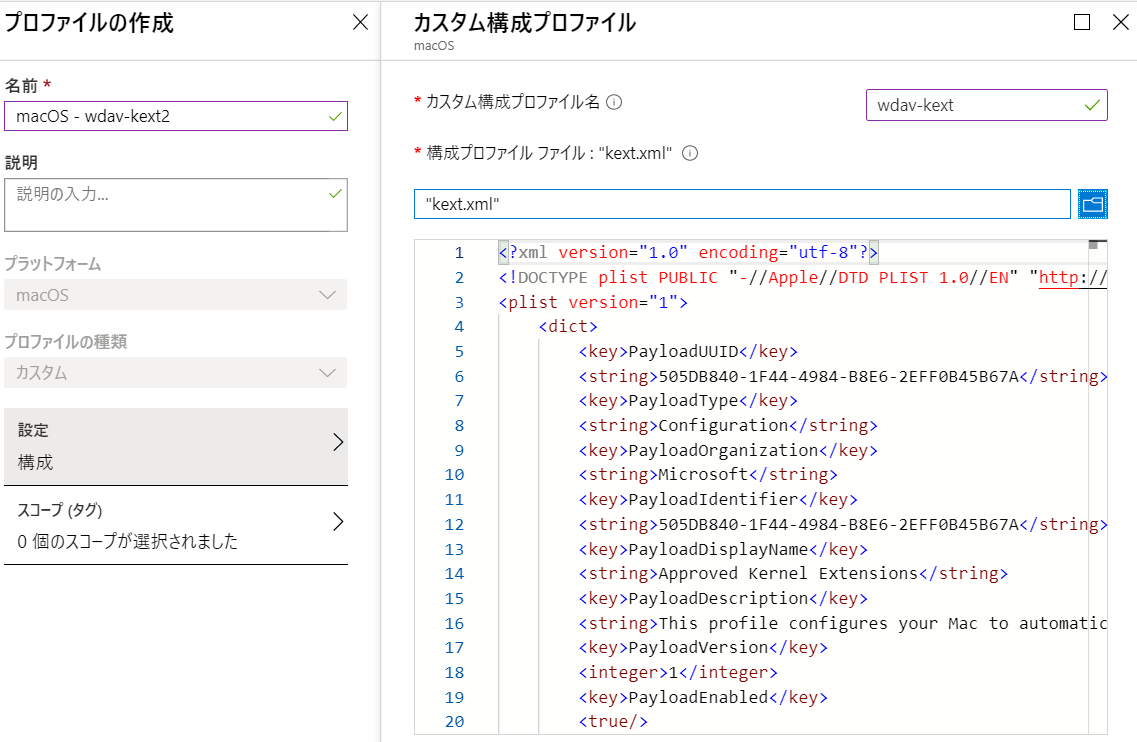 プロファイルの作成
名前 *
macOS - wdav-kext2
説明
説明の入力...
プラットフォーム
macOS
プロファイルの種類
カスタム
設定
構成
スコープ (タグ)
0 個のスコープが選択されました
カスタム構成プロファイル
macOS
* カスタム構成プロファイル名
wdav-kext
* 構成プロファイル ファイル : "kext.xml"
"kext.xml"
1 <?xml version="1.0" encoding="utf-8"?>
2 <!DOCTYPE plist PUBLIC "-//Apple//DTD PLIST 1.0//EN" "http://
3 <plist version="1">
4 <dict>
5 <key>PayloadUUID</key>
6 <string>505DB840-1F44-4984-B8E6-2EFF0B45B67A</string>
7 <key>PayloadType</key>
8 <string>Configuration</string>
9 <key>PayloadOrganization</key>
10 <string>Microsoft</string>
11 <key>PayloadIdentifier</key>
12 <string>505DB840-1F44-4984-B8E6-2EFF0B45B67A</string>
13 <key>PayloadDisplayName</key>
14 <string>Approved Kernel Extensions</string>
15 <key>PayloadDescription</key>
16 <string>This profile configures your Mac to automatic
17 <key>PayloadVersion</key>
18 <integer>1</integer>
19 <key>PayloadEnabled</key>
20 <true/>